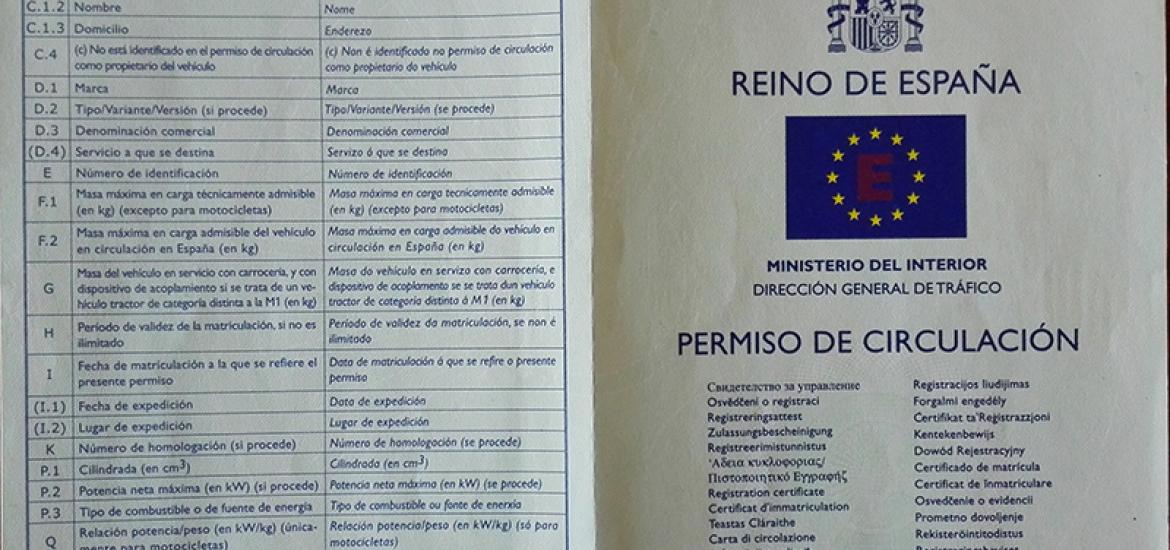 C.1.2 Nombre Nome
C.1.3 Domicilio Enderezo
C.4 (c) No está identificado en el permiso de circulación (c) Non é identificado no permiso de circulación
como propietario del vehículo como propietario do vehículo
D.1 Marca Marca
D.2 Tipo/Variante/Versión (si procede) Tipo/Variante/Versión (se procede)
D.3 Denominación comercial Denominación comercial
(D.4) Servicio a que se destina Servizo ó que se destina
E Número de identificación Número de identificación
F.1 Masa máxima en carga técnicamente admisible Masa máxima en carga tecnicamente admisible
(en kg) (excepto para motocicletas) (en kg) (excepto para motocicletas)
F.2 Masa máxima en carga admisible del vehículo Masa máxima en carga admisible do vehículo en
en circulación en España (en kg) circulación en España (en kg)
G Masa del vehículo en servicio con carrocería, y con Masa do vehículo en servizo con carrocería, e
dispositivo de acoplamiento si se trata de un ve- dispositivo de acoplamento se se trata dun vehículo
hículo tractor de categoría distinta a la M1 (en kg) tractor de categoría distinta á M1 (en kg)
H Período de validez de la matriculación, si no es Período de validez da matriculación, se non é
ilimitado ilimitado
I Fecha de matriculación a la que se refiere el Data de matriculación á que se refire o presente
presente permiso permiso
(I.1) Fecha de expedición Data de expedición
(I.2) Lugar de expedición Lugar de expedición
K Número de homologación (si procede) Número de homologación (se procede)
P.1 Cilindrada (en cm³) Cilindrada (en cm³)
P.2 Potencia neta máxima (en kW) (si procede) Potencia neta máxima (en kW) (se procede)
P.3 Tipo de combustible o de fuente de energía Tipo de combustible ou fonte de enerxía
Q Relación potencia/peso (en kW/kg) (única- Relación potencia/peso (en kW/kg) (só para
mente para motocicletas) motocicletas)
REINO DE ESPAÑA
E
MINISTERIO DEL INTERIOR
DIRECCIÓN GENERAL DE TRÁFICO
PERMISO DE CIRCULACIÓN
Свидетелство за управление
Osvědčení o registraci
Registreringsattest
Zulassungsbescheinigung
Registreerimistunnistus
Άδεια κυκλοφορίας/
Πιστοποιητικό Εγγραφής
Registration certificate
Certificat d'immatriculation
Teastas Cláraithe
Carta di circolazione
Registracijos liudijimas
Forgalmi engedély
Certifikat ta'Registrazzjoni
Kentekenbewijs
Dowód Rejestracyjny
Certificado de matrícula
Certificat de Inmatriculare
Osvedčenie o evidencii
Prometno dovoljenje
Rekisteröintitodistus